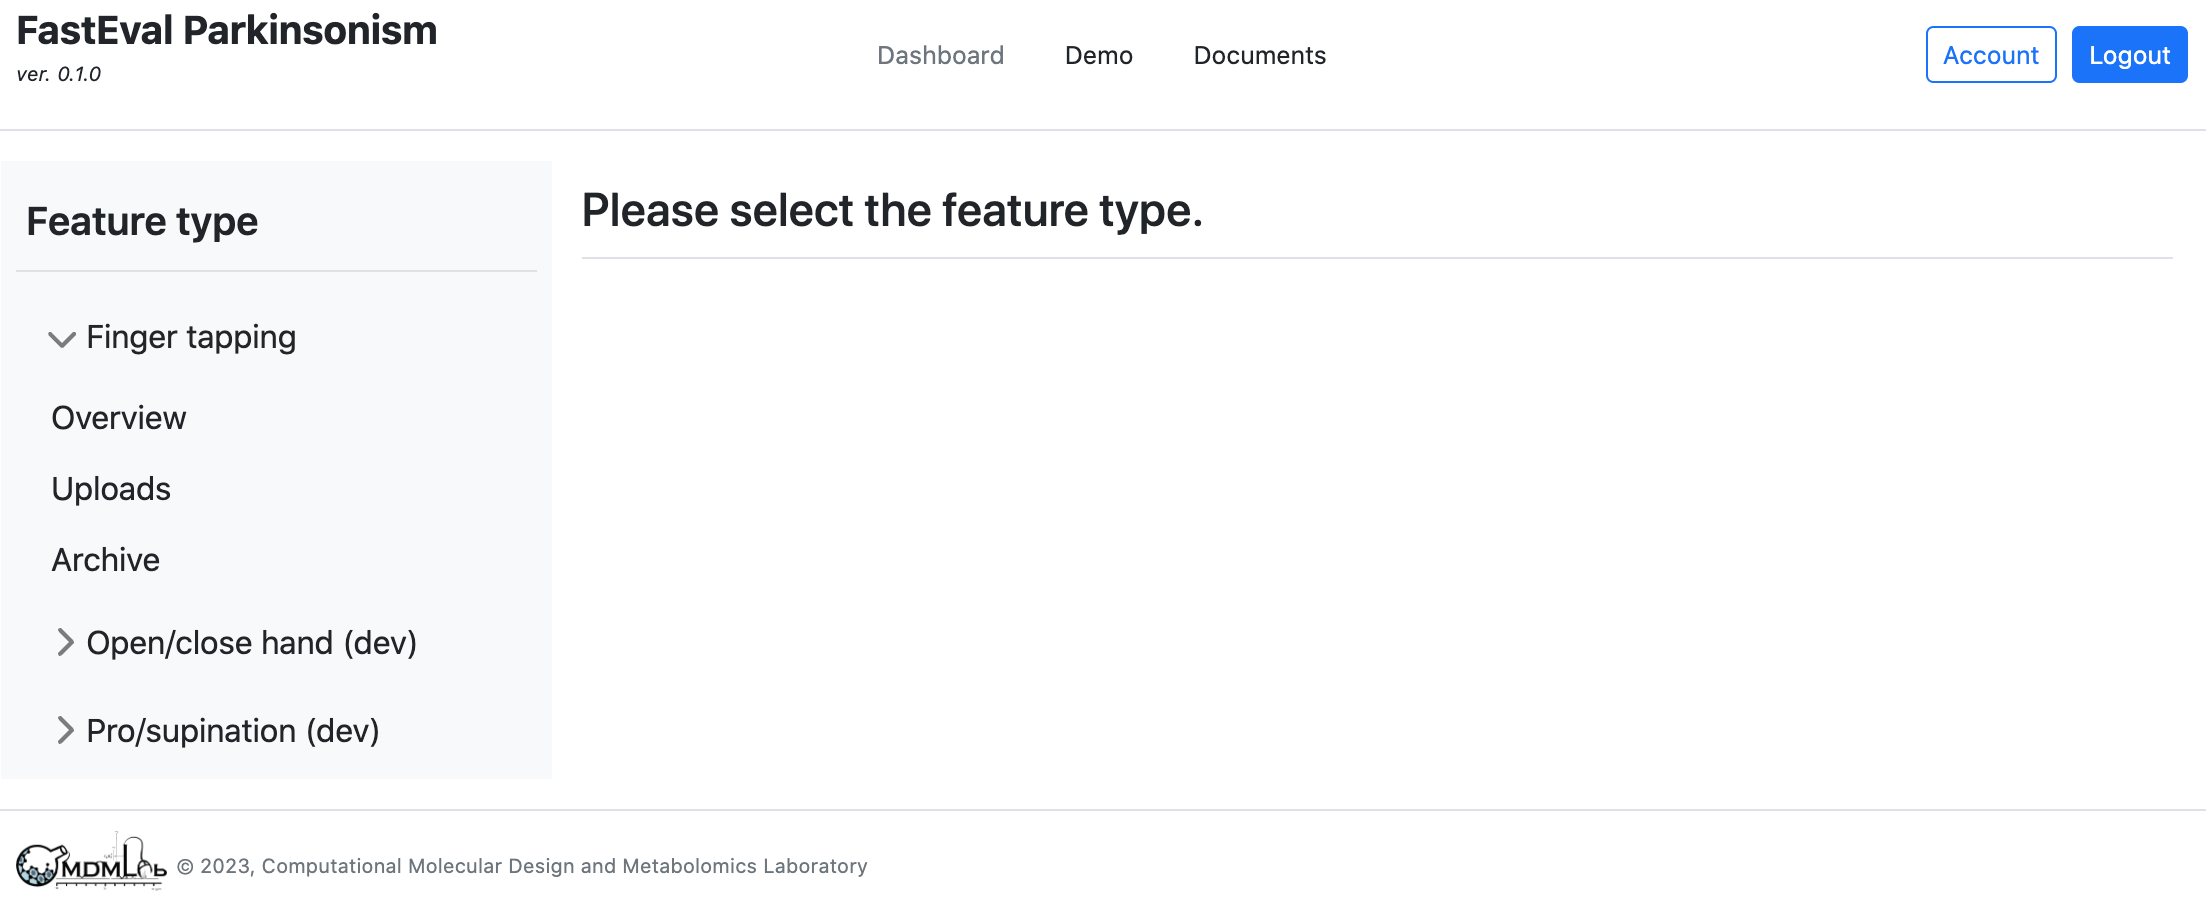 FastEval Parkinsonism
ver. 0.1.0
Dashboard Demo Documents
Account Logout
Feature type
Finger tapping
Overview
Uploads
Archive
Open/close hand (dev)
Pro/supination (dev)
Please select the feature type.
CMDMLab
© 2023, Computational Molecular Design and Metabolomics Laboratory